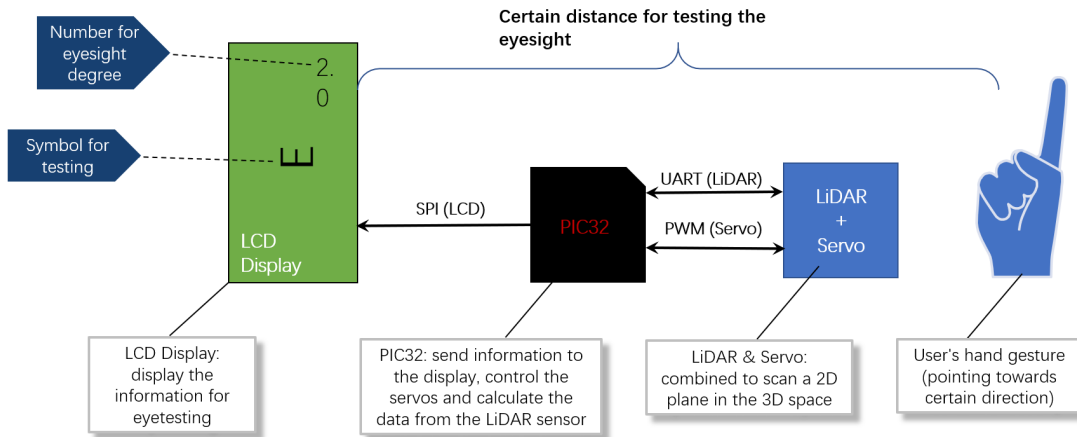 Certain distance for testing the
eyesight
Number for
eyesight
degree
2.
0
Symbol for
testing
E
LCD
Display
SPI (LCD)
PIC32
UART (LiDAR)
PWM (Servo)
LiDAR
+
Servo
LCD Display:
display the
information for
eyetesting
PIC32: send information to
the display, control the
servos and calculate the
data from the LiDAR sensor
LiDAR & Servo:
combined to scan a 2D
plane in the 3D space
User's hand gesture
(pointing towards
certain direction)